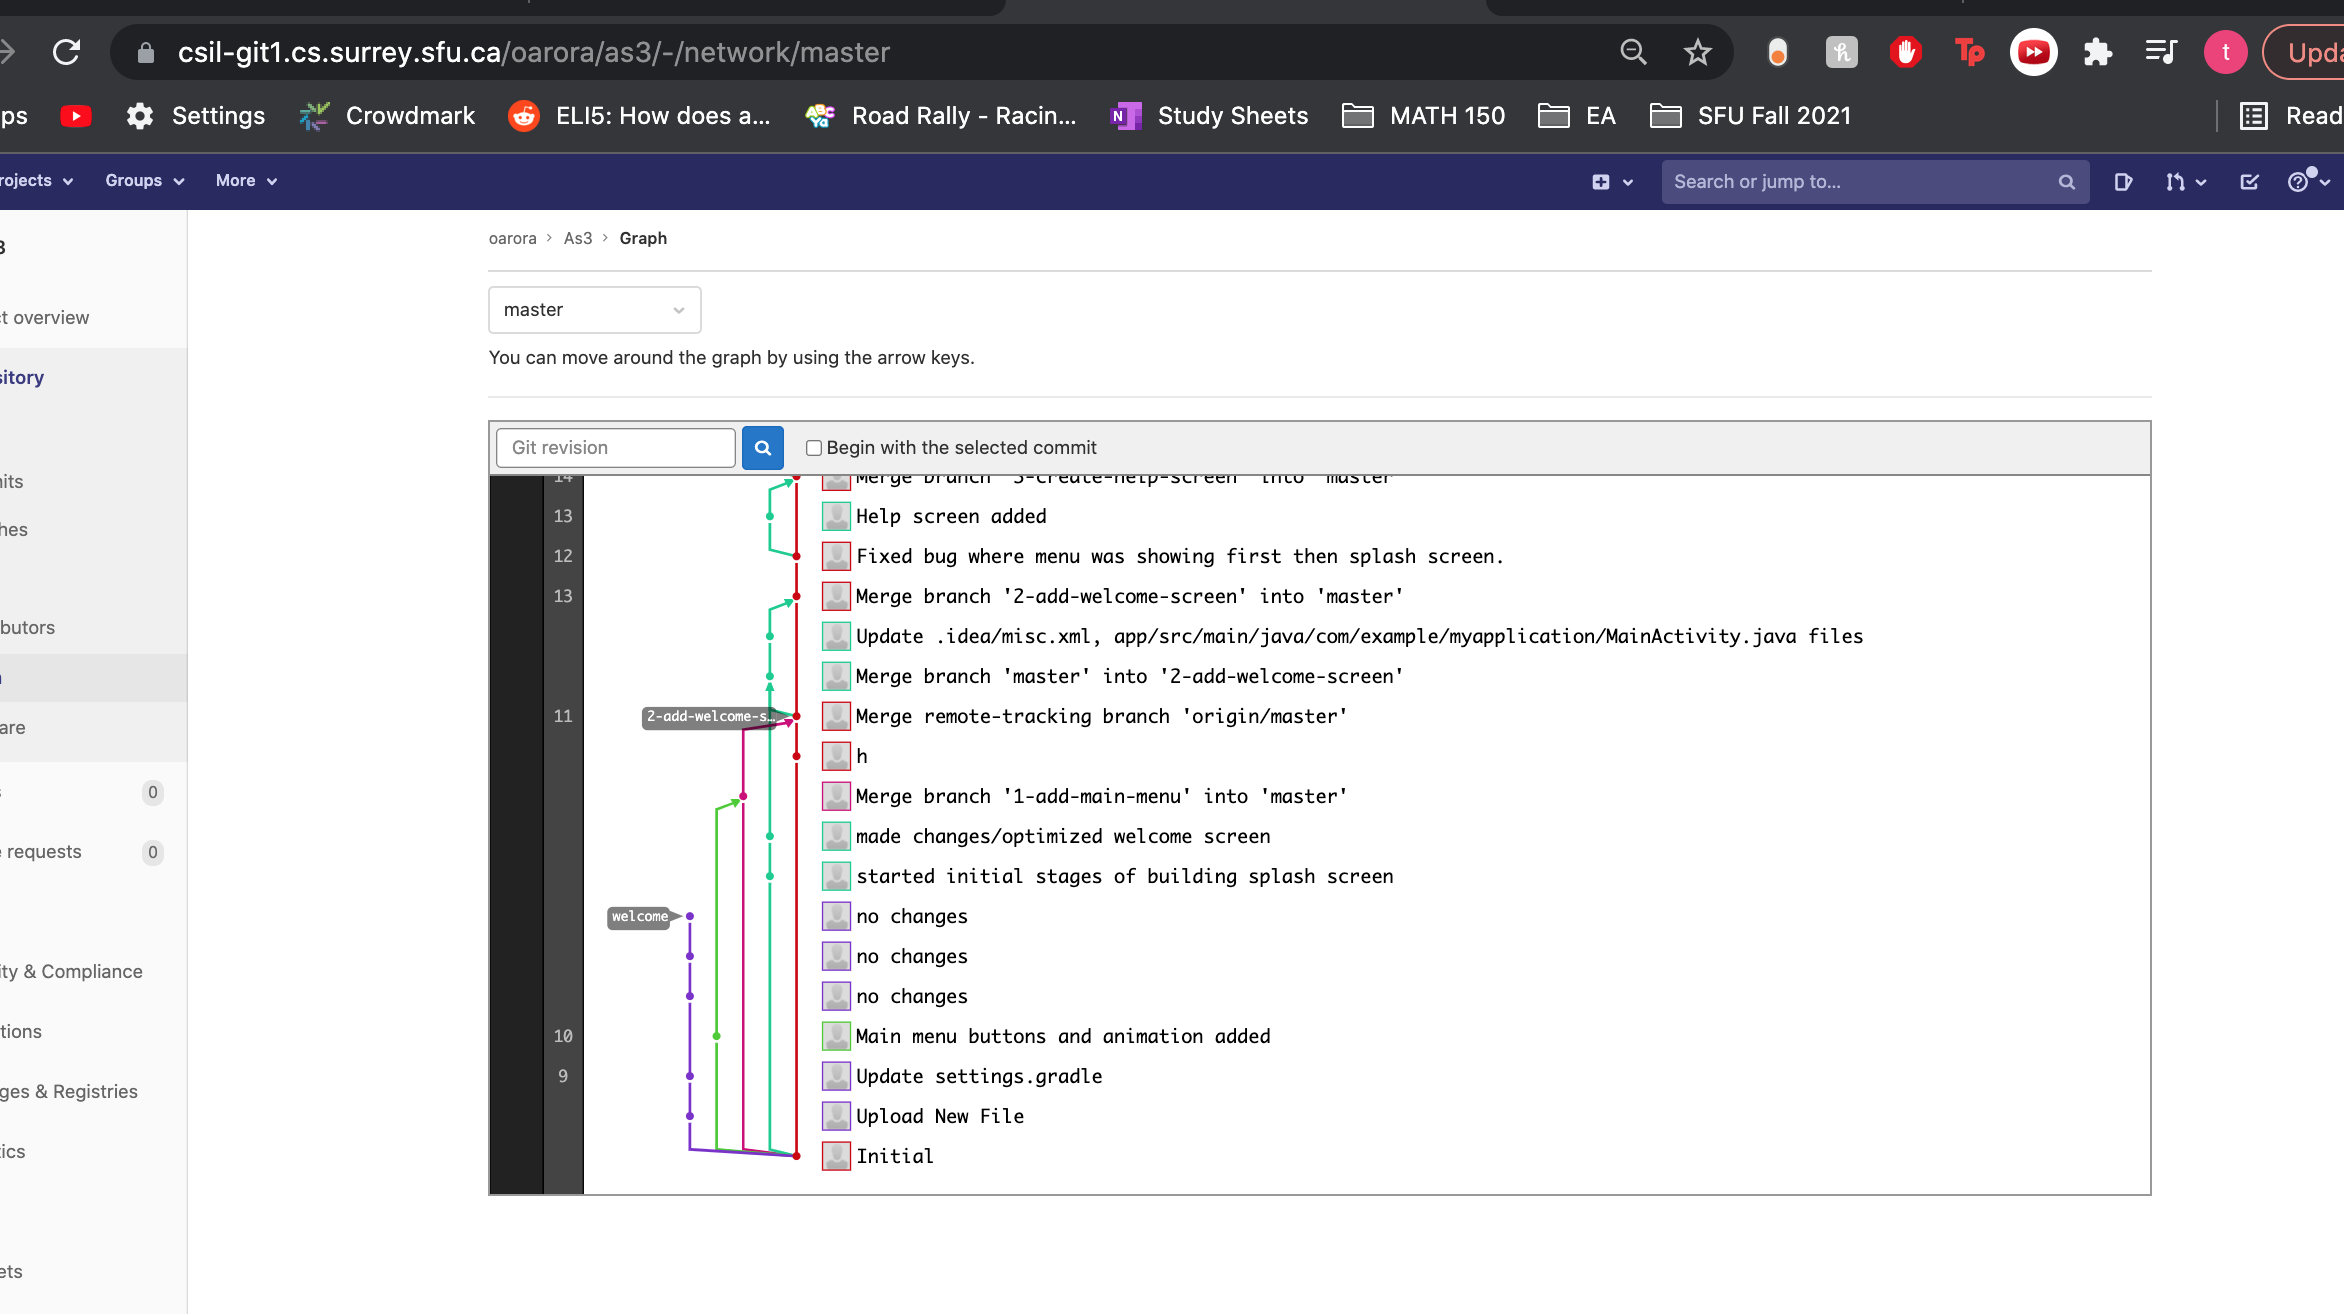 csil-git1.cs.surrey.sfu.ca/oarora/as3/-/network/master
Tp
t
Upda
ps
Settings
Crowdmark
ELI5: How does a...
Road Rally - Racin...
Study Sheets
MATH 150
EA
SFU Fall 2021
Read
rojects
Groups
More
Search or jump to...
3
ct overview
sitory
its
hes
butors
are
0
requests
0
ity & Compliance
tions
ges & Registries
ics
ets
oarora > As3 > Graph
master
You can move around the graph by using the arrow keys.
Git revision
Begin with the selected commit
14 Merge branch '3-create-help-screen' into 'master'
13 Help screen added
12 Fixed bug where menu was showing first then splash screen.
13 Merge branch '2-add-welcome-screen' into 'master'
Update .idea/misc.xml, app/src/main/java/com/example/myapplication/MainActivity.java files
Merge branch 'master' into '2-add-welcome-screen'
11 2-add-welcome-s… Merge remote-tracking branch 'origin/master'
h
Merge branch '1-add-main-menu' into 'master'
made changes/optimized welcome screen
started initial stages of building splash screen
welcome no changes
no changes
no changes
10 Main menu buttons and animation added
9 Update settings.gradle
Upload New File
Initial